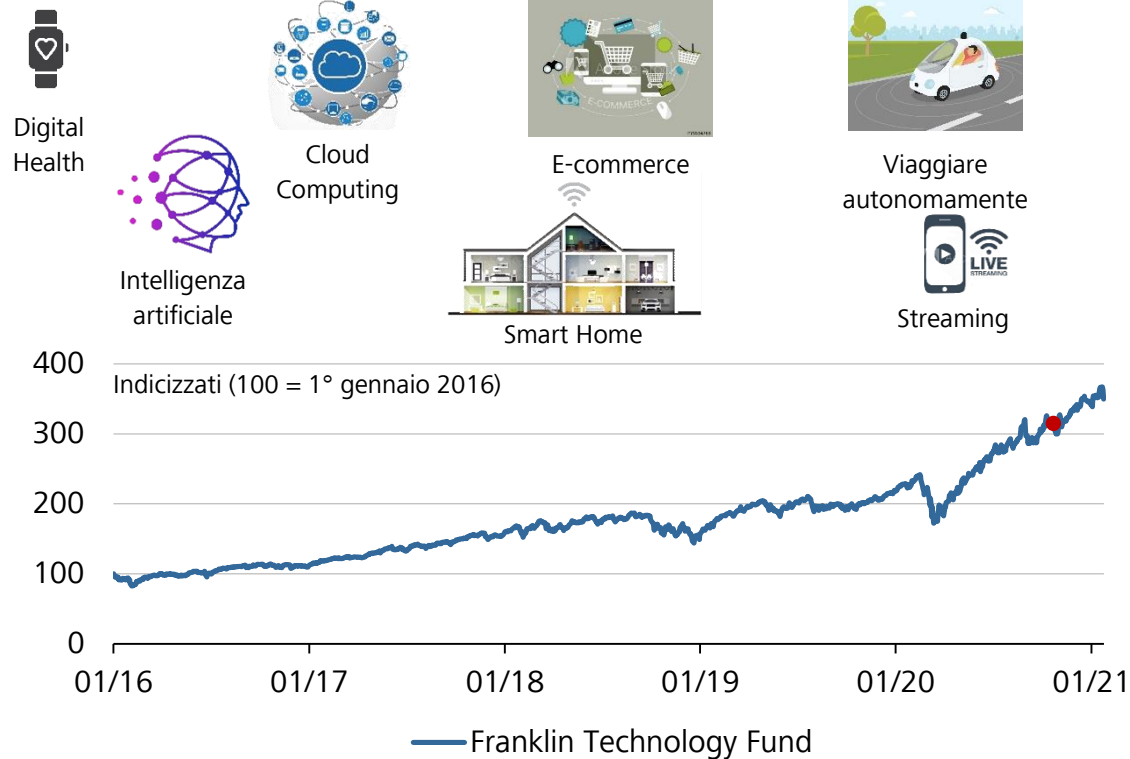 Digital
Health
Cloud
Computing
E-COMMERCE
E-commerce
Viaggiare
autonomamente
Intelligenza
artificiale
Smart Home
LIVE
STREAMING
Streaming
400
Indicizzati (100 = 1° gennaio 2016)
300
200
100
0
01/16
01/17
01/18
01/19
01/20
01/21
Franklin Technology Fund